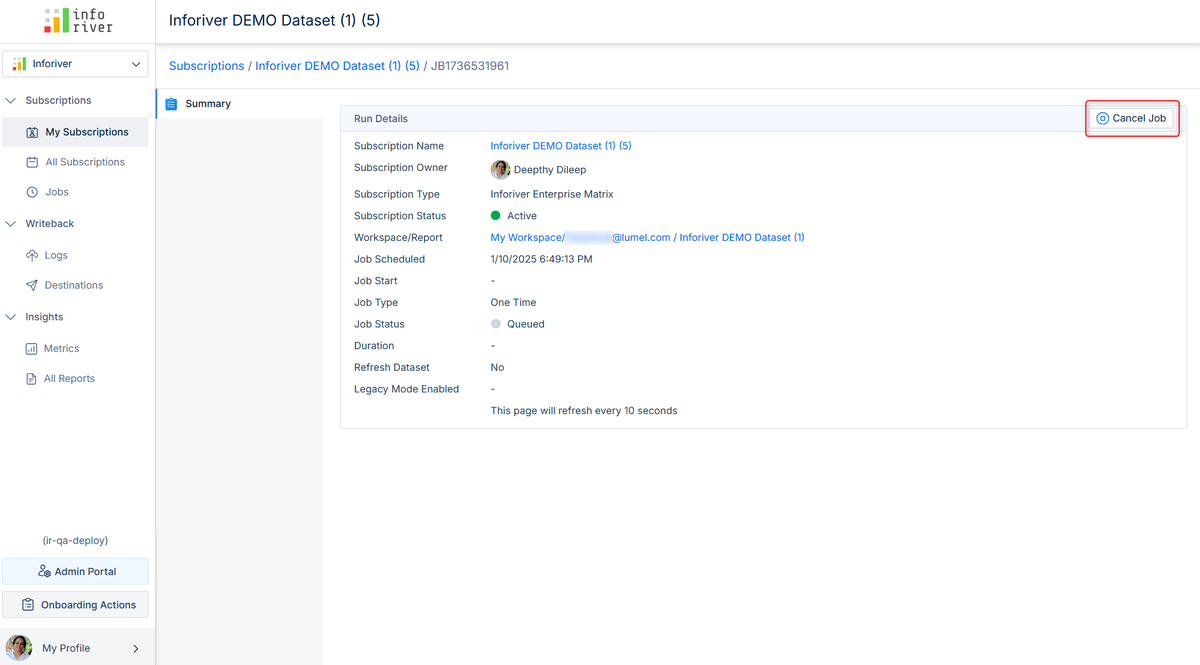 info
river
Inforiver DEMO Dataset (1) (5)
Inforiver
Subscriptions / Inforiver DEMO Dataset (1) (5) / JB1736531961
Subscriptions
My Subscriptions
All Subscriptions
Jobs
Writeback
Logs
Destinations
Insights
Metrics
All Reports
(ir-qa-deploy)
Admin Portal
Onboarding Actions
My Profile
Summary
Run Details
Cancel Job
Subscription Name Inforiver DEMO Dataset (1) (5)
Subscription Owner Deepthy Dileep
Subscription Type Inforiver Enterprise Matrix
Subscription Status Active
Workspace/Report My Workspace/ @lumel.com / Inforiver DEMO Dataset (1)
Job Scheduled 1/10/2025 6:49:13 PM
Job Start -
Job Type One Time
Job Status Queued
Duration -
Refresh Dataset No
Legacy Mode Enabled -
This page will refresh every 10 seconds